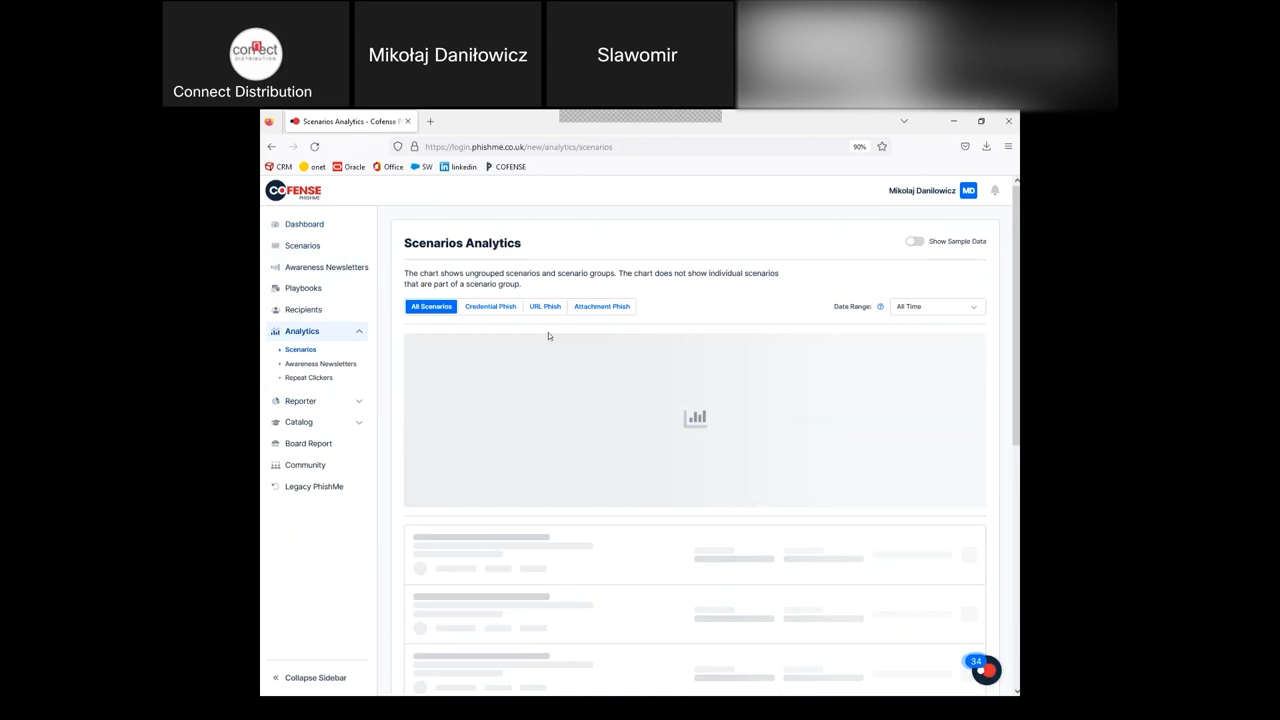 connect
DISTRIBUTION
Connect Distribution
Mikołaj Daniłowicz
Slawomir
Scenarios Analytics - Cofense P
https://login.phishme.co.uk/new/analytics/scenarios
90%
CRM
onet
Oracle
Office
SW
linkedin
COFENSE
COFENSE
PHISHME
Mikolaj Danilowicz
MD
Dashboard
Scenarios
Awareness Newsletters
Playbooks
Recipients
Analytics
Scenarios
Awareness Newsletters
Repeat Clickers
Reporter
Catalog
Board Report
Community
Legacy PhishMe
Collapse Sidebar
Scenarios Analytics
Show Sample Data
The chart shows ungrouped scenarios and scenario groups. The chart does not show individual scenarios
that are part of a scenario group.
All Scenarios
Credential Phish
URL Phish
Attachment Phish
Date Range:
All Time
34